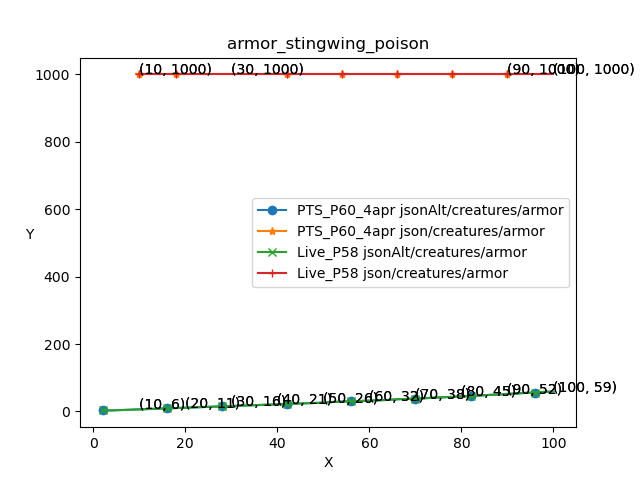 armor_stingwing_poison
1000
(10, 1000)
(30, 1000)
(90, 1000)
(100, 1000)
800
600
400
200
0
Y
PTS_P60_4apr jsonAlt/creatures/armor
PTS_P60_4apr json/creatures/armor
Live_P58 jsonAlt/creatures/armor
Live_P58 json/creatures/armor
(10, 6)
(20, 11)
(30, 16)
(40, 21)
(50, 26)
(60, 32)
(70, 38)
(80, 45)
(90, 52)
(100, 59)
0 20 40 60 80 100
X